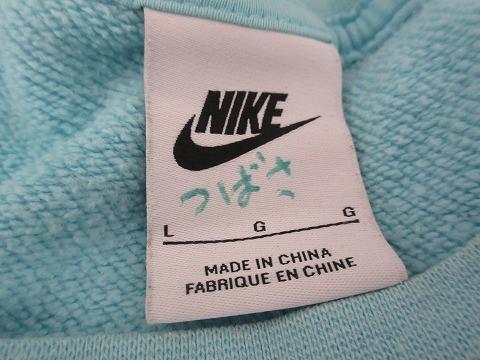 NIKE
つばさ
L G G
MADE IN CHINA
FABRIQUE EN CHINE